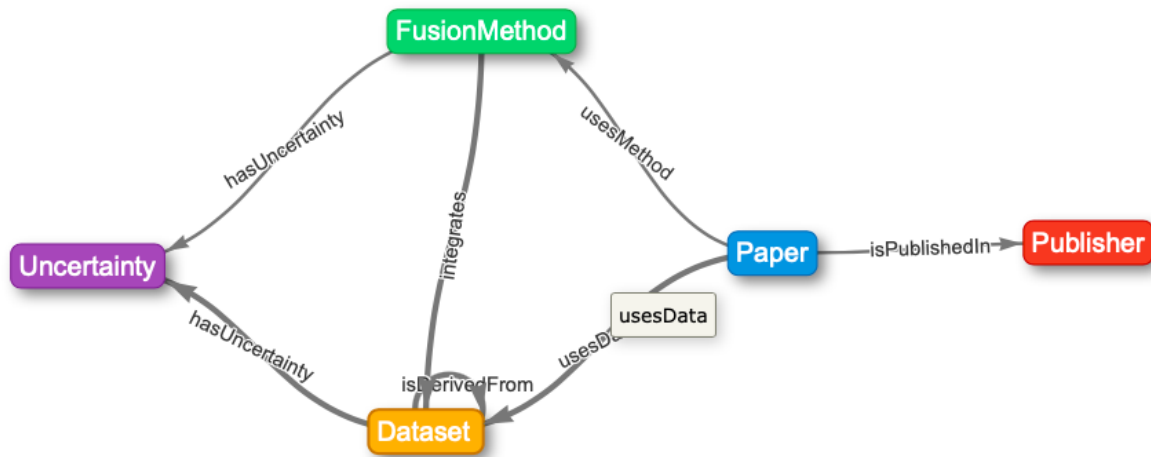 FusionMethod
usesMethod
hasUncertainty
integrates
Uncertainty
Paper
isPublishedIn
Publisher
usesData
hasUncertainty
isDerivedFrom
Dataset